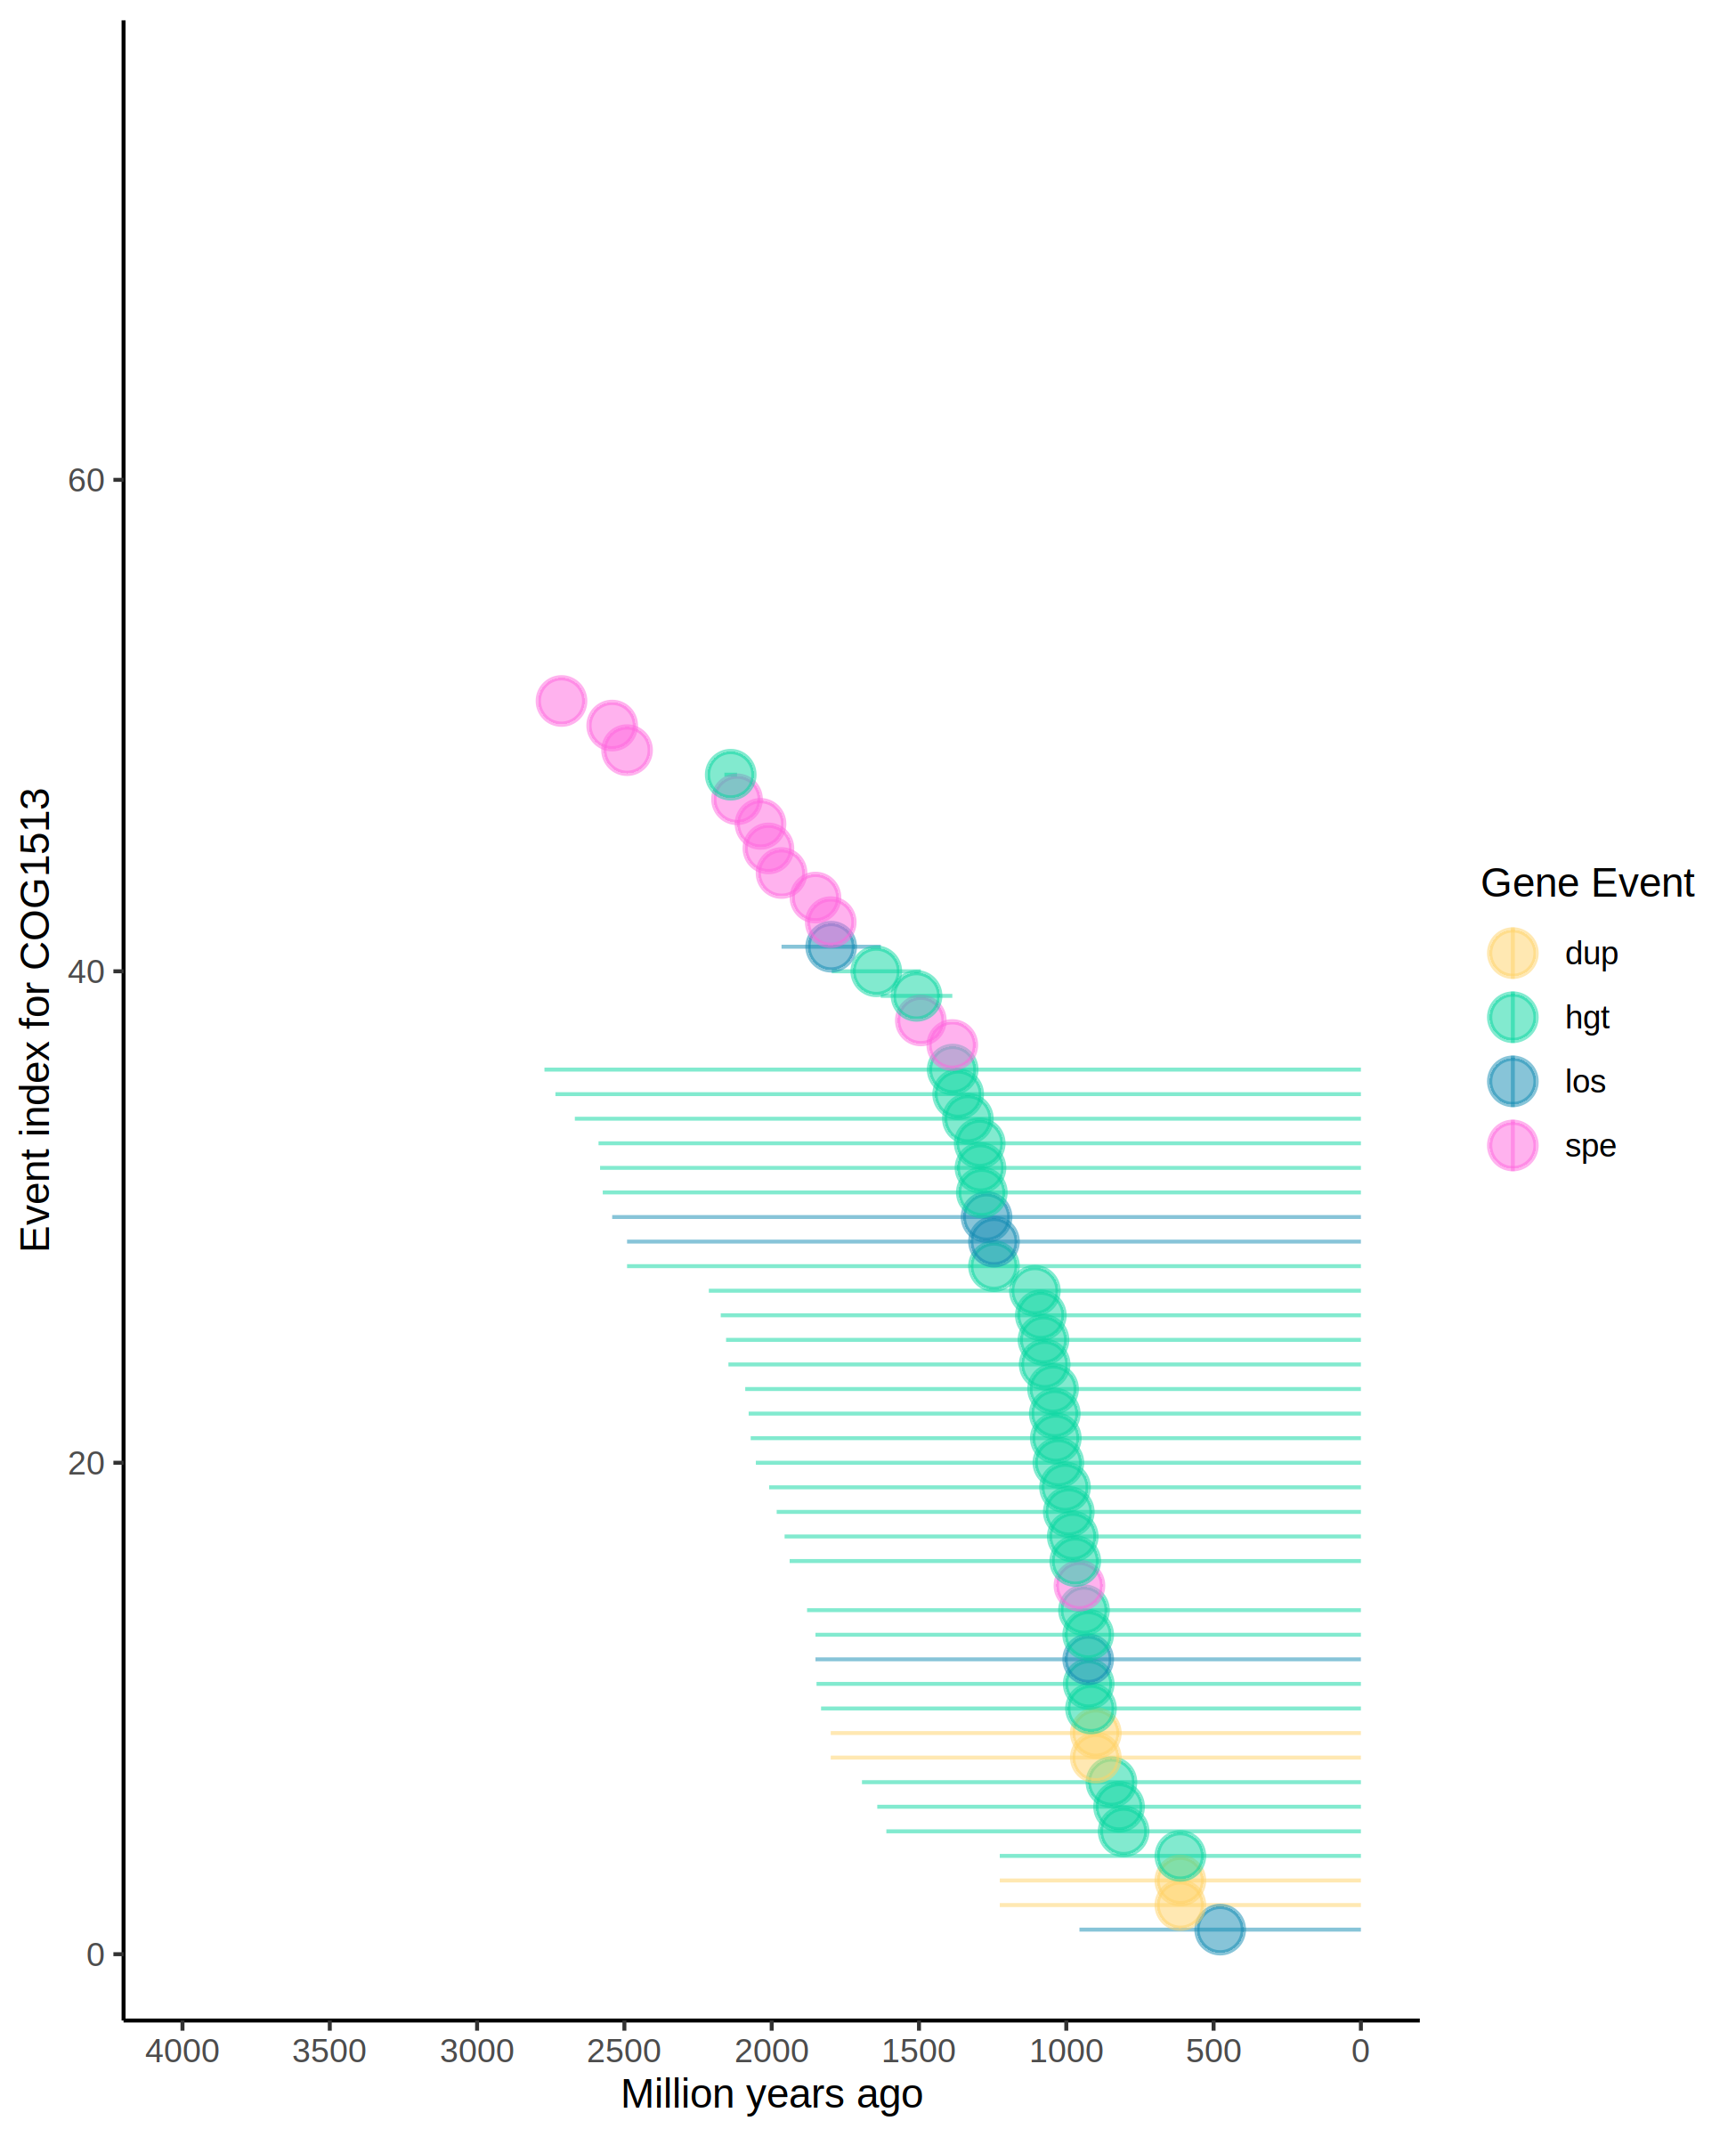 Event index for COG1513
60
40
20
0
4000 3500 3000 2500 2000 1500 1000 500 0
Million years ago
Gene Event
dup
hgt
los
spe